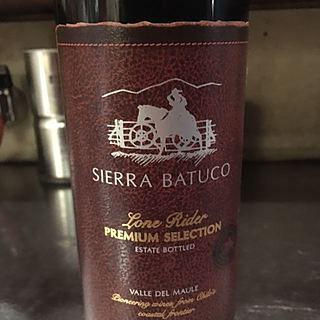 SIERRA BATUCO
Lone Rider
PREMIUM SELECTION
ESTATE BOTTLED
VALLE DEL MAULE
Pioneering wines from Chile's
coastal frontier